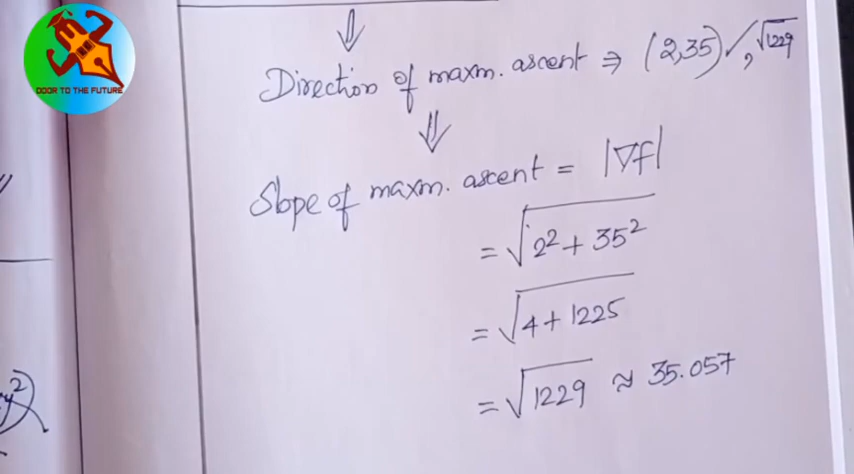 DOOR TO THE FUTURE
⇓
Direction of maxm. ascent ⇒ (2,35)✓, √1229
⇓
Slope of maxm. ascent = |∇f|
= √2² + 35²
= √4 + 1225
= √1229 ≈ 35.057
y²)